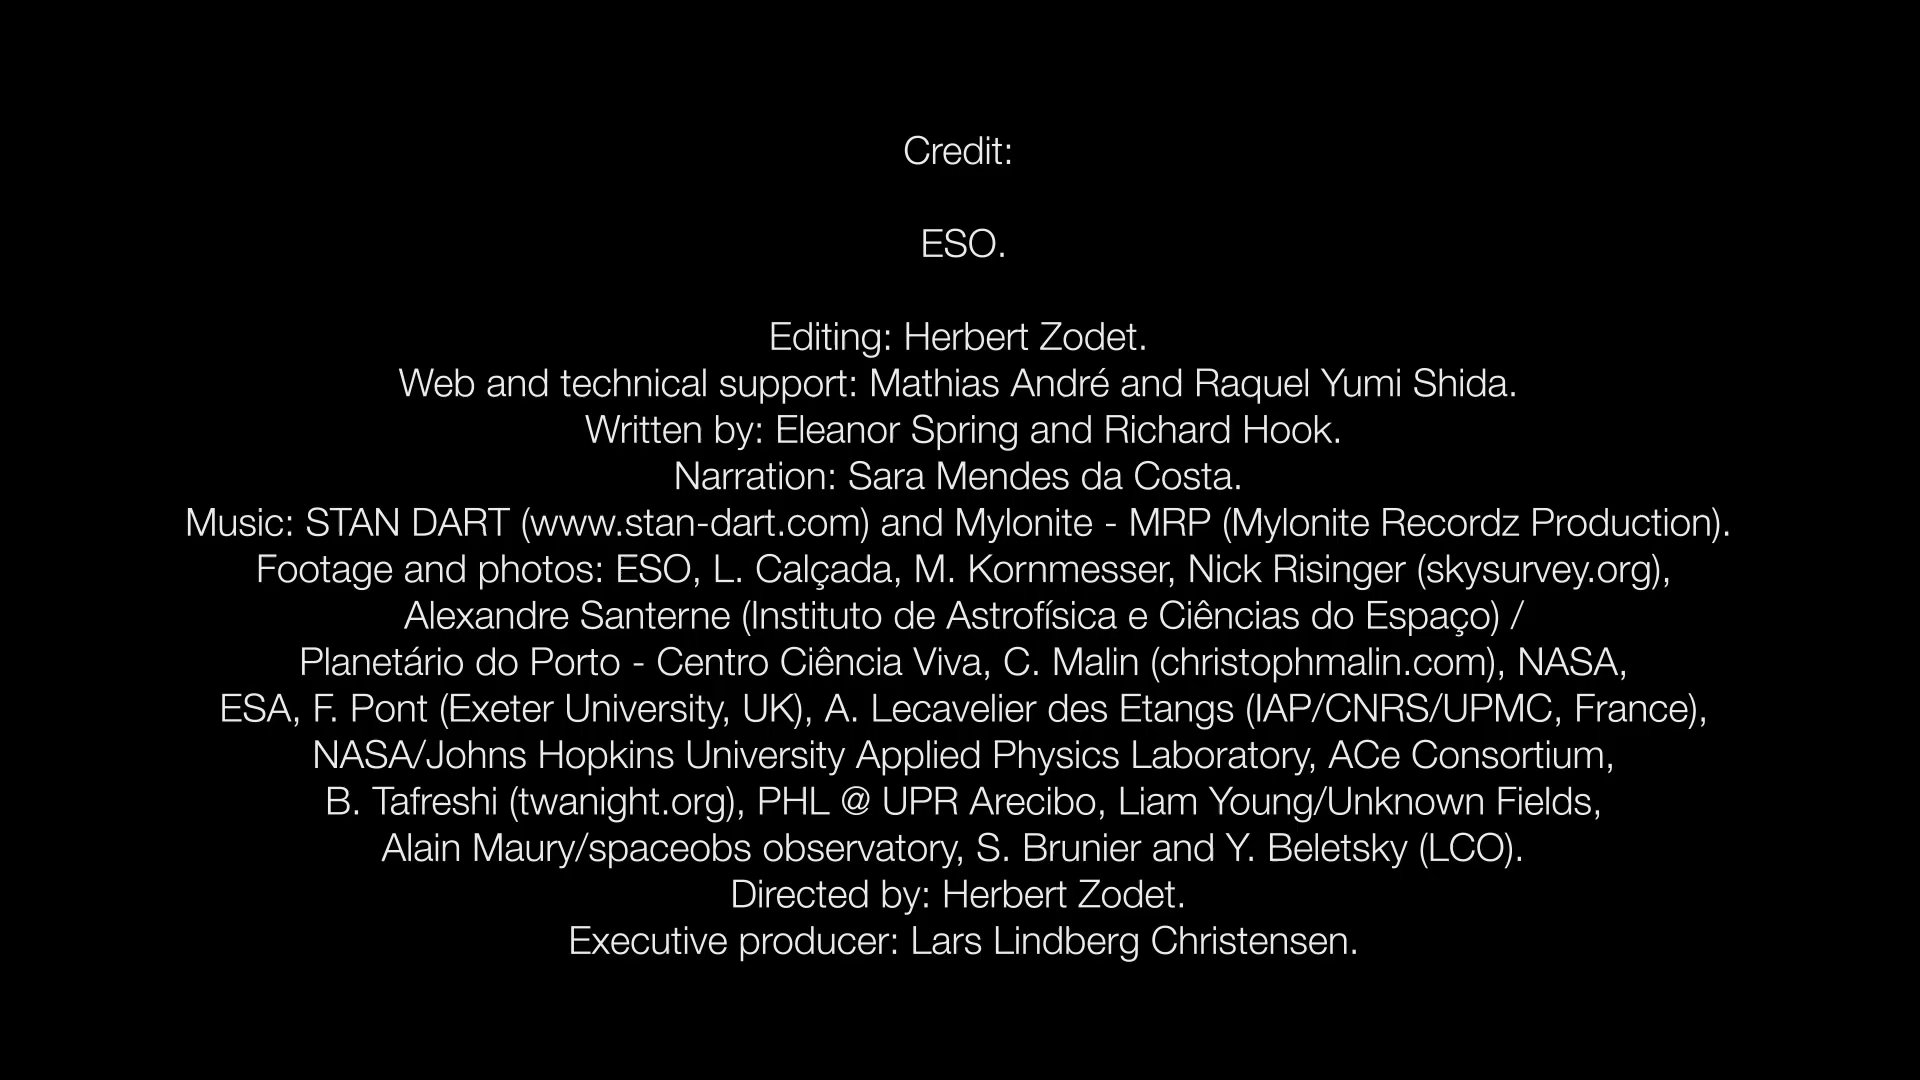 Credit:
ESO.
Editing: Herbert Zodet.
Web and technical support: Mathias André and Raquel Yumi Shida.
Written by: Eleanor Spring and Richard Hook.
Narration: Sara Mendes da Costa.
Music: STAN DART (www.stan-dart.com) and Mylonite - MRP (Mylonite Recordz Production).
Footage and photos: ESO, L. Calçada, M. Kornmesser, Nick Risinger (skysurvey.org),
Alexandre Santerne (Instituto de Astrofísica e Ciências do Espaço) /
Planetário do Porto - Centro Ciência Viva, C. Malin (christophmalin.com), NASA,
ESA, F. Pont (Exeter University, UK), A. Lecavelier des Etangs (IAP/CNRS/UPMC, France),
NASA/Johns Hopkins University Applied Physics Laboratory, ACe Consortium,
B. Tafreshi (twanight.org), PHL @ UPR Arecibo, Liam Young/Unknown Fields,
Alain Maury/spaceobs observatory, S. Brunier and Y. Beletsky (LCO).
Directed by: Herbert Zodet.
Executive producer: Lars Lindberg Christensen.